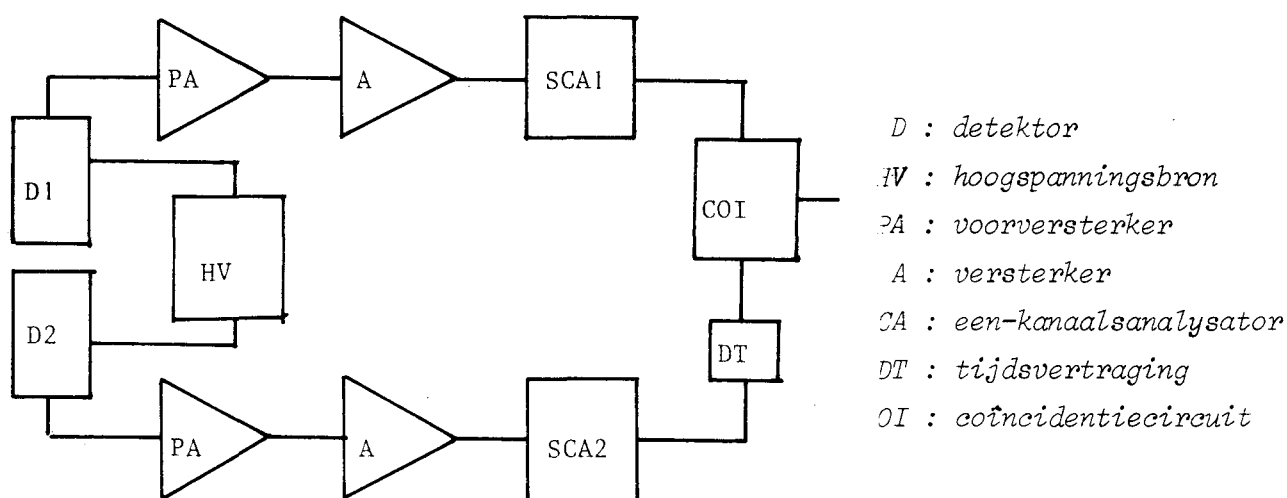 PA
A
SCA1
D1
HV
COI
D2
DT
PA
A
SCA2
D : detektor
HV : hoogspanningsbron
PA : voorversterker
A : versterker
CA : een-kanaalsanalysator
DT : tijdsvertraging
OI : coïncidentiecircuit